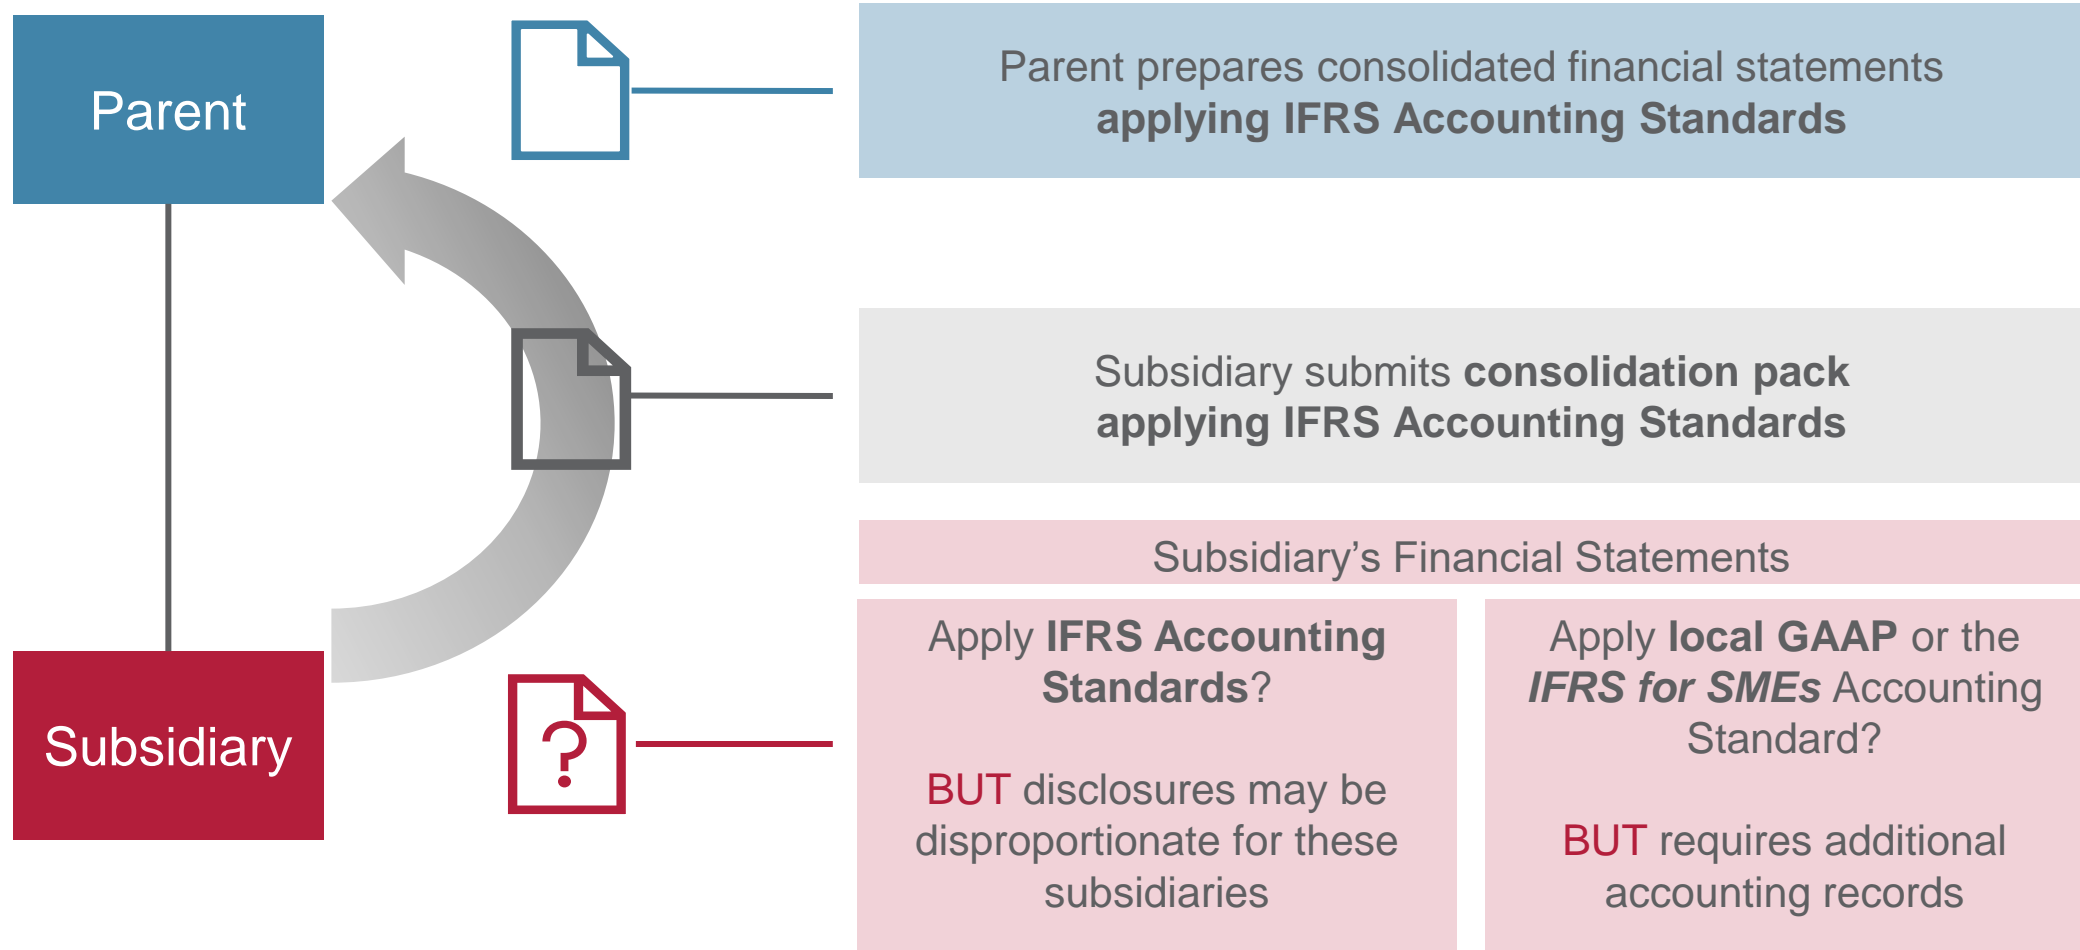 Parent
Parent prepares consolidated financial statements
applying IFRS Accounting Standards
Subsidiary submits consolidation pack
applying IFRS Accounting Standards
Subsidiary
?
Subsidiary’s Financial Statements
Apply IFRS Accounting
Standards?
BUT disclosures may be
disproportionate for these
subsidiaries
Apply local GAAP or the
IFRS for SMEs Accounting
Standard?
BUT requires additional
accounting records